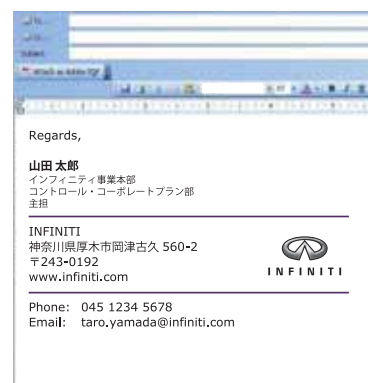 Regards,
山田 太郎
インフィニティ事業本部
コントロール・コーポレートプラン部
主担
INFINITI
神奈川県厚木市岡津古久 560-2
〒243-0192
www.infiniti.com
INFINITI
Phone: 045 1234 5678
Email: taro.yamada@infiniti.com